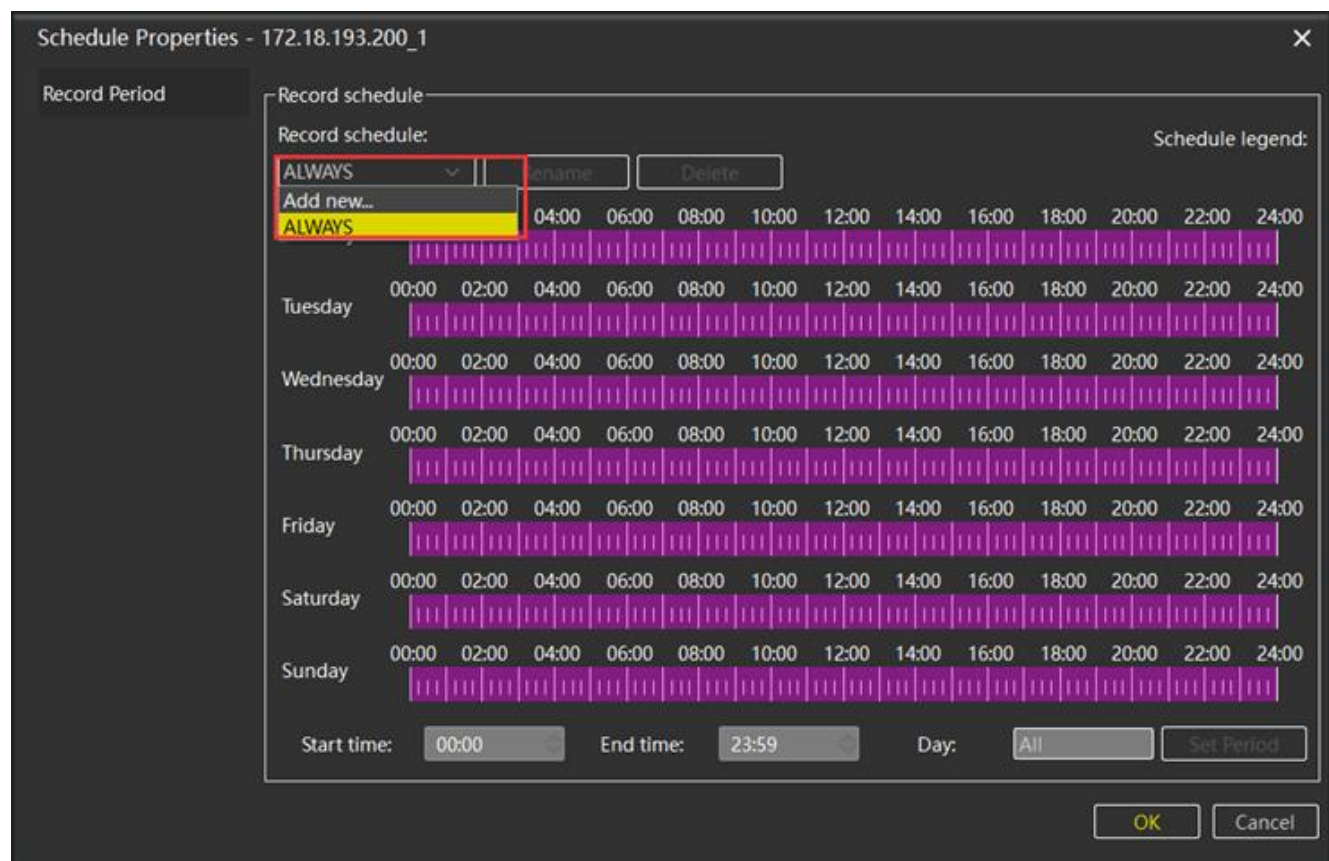 Schedule Properties - 172.18.193.200_1
Record Period
Record schedule
Record schedule:
Schedule legend:
ALWAYS
Delete
Add new...
ALWAYS
04:00 06:00 08:00 10:00 12:00 14:00 16:00 18:00 20:00 22:00 24:00
00:00 02:00 04:00 06:00 08:00 10:00 12:00 14:00 16:00 18:00 20:00 22:00 24:00
Tuesday
00:00 02:00 04:00 06:00 08:00 10:00 12:00 14:00 16:00 18:00 20:00 22:00 24:00
Wednesday
00:00 02:00 04:00 06:00 08:00 10:00 12:00 14:00 16:00 18:00 20:00 22:00 24:00
Thursday
00:00 02:00 04:00 06:00 08:00 10:00 12:00 14:00 16:00 18:00 20:00 22:00 24:00
Friday
00:00 02:00 04:00 06:00 08:00 10:00 12:00 14:00 16:00 18:00 20:00 22:00 24:00
Saturday
00:00 02:00 04:00 06:00 08:00 10:00 12:00 14:00 16:00 18:00 20:00 22:00 24:00
Sunday
Start time: 00:00 End time: 23:59 Day: All Set Period
OK Cancel